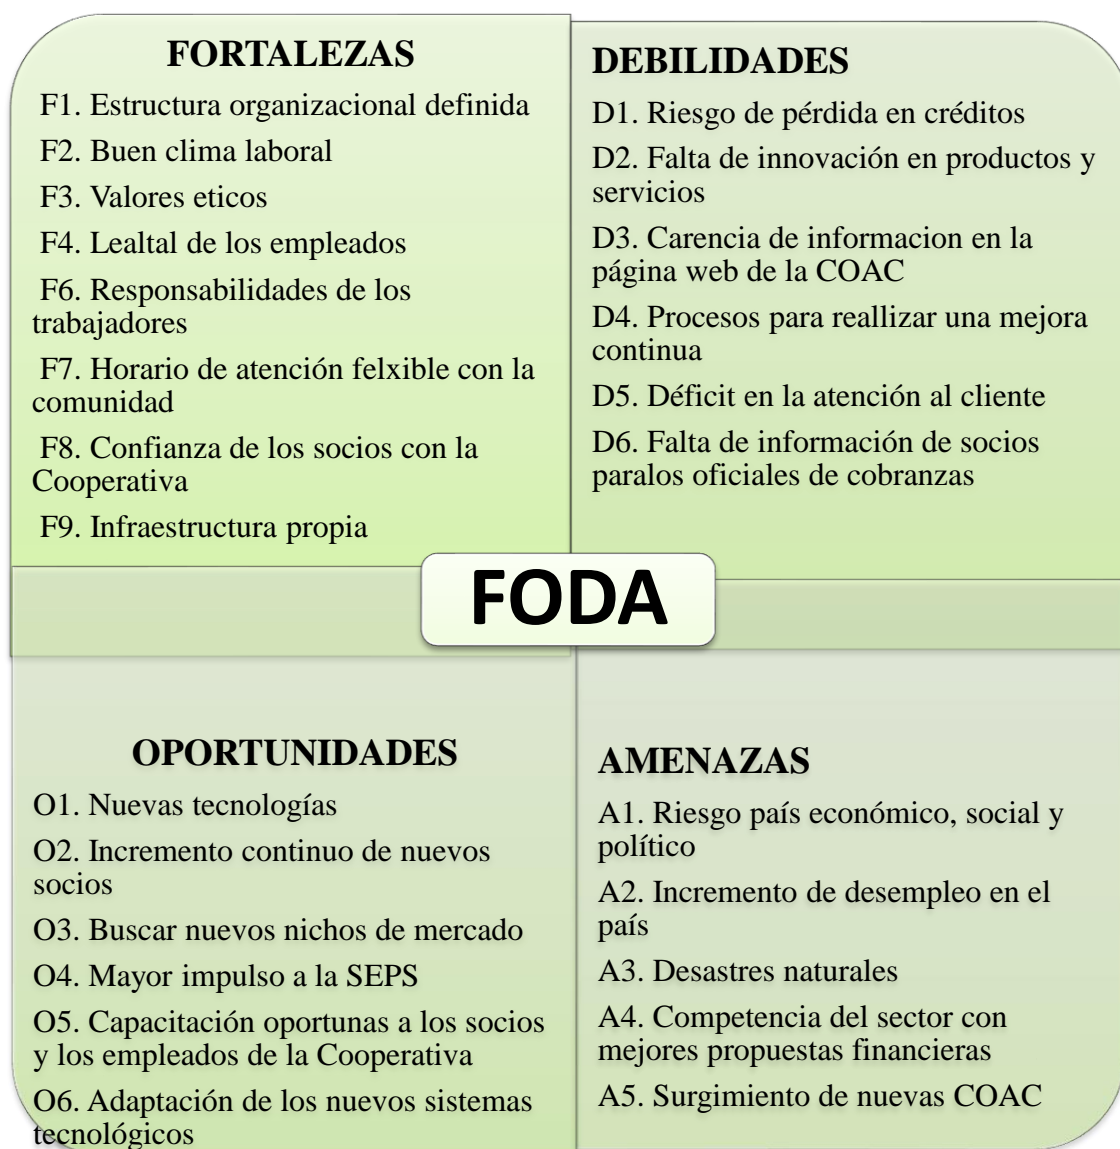 FORTALEZAS
F1. Estructura organizacional definida
F2. Buen clima laboral
F3. Valores eticos
F4. Lealtal de los empleados
F6. Responsabilidades de los
trabajadores
F7. Horario de atención felxible con la
comunidad
F8. Confianza de los socios con la
Cooperativa
F9. Infraestructura propia
DEBILIDADES
D1. Riesgo de pérdida en créditos
D2. Falta de innovación en productos y
servicios
D3. Carencia de informacion en la
página web de la COAC
D4. Procesos para reallizar una mejora
continua
D5. Déficit en la atención al cliente
D6. Falta de información de socios
paralos oficiales de cobranzas
FODA
OPORTUNIDADES
O1. Nuevas tecnologías
O2. Incremento continuo de nuevos
socios
O3. Buscar nuevos nichos de mercado
O4. Mayor impulso a la SEPS
O5. Capacitación oportunas a los socios
y los empleados de la Cooperativa
O6. Adaptación de los nuevos sistemas
tecnológicos
AMENAZAS
A1. Riesgo país económico, social y
político
A2. Incremento de desempleo en el
país
A3. Desastres naturales
A4. Competencia del sector con
mejores propuestas financieras
A5. Surgimiento de nuevas COAC